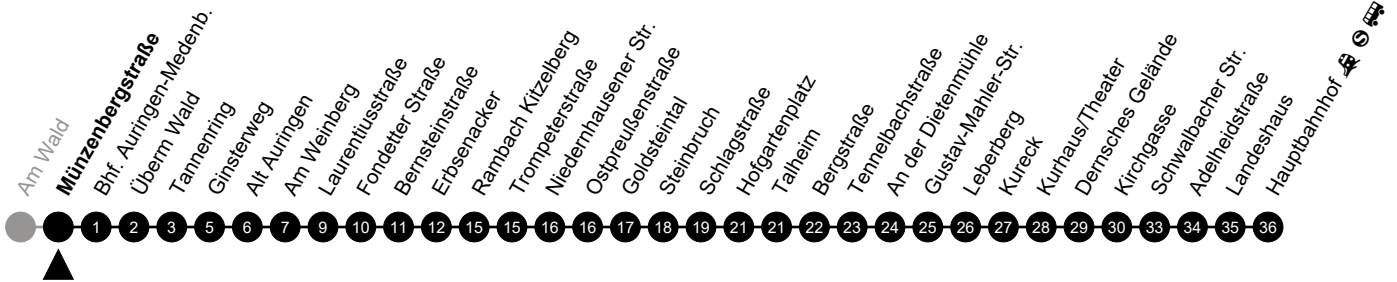 Am Wald
Münzenbergstraße
Bhf. Auringen-Medenb.
Überm Wald
Tannenring
Ginsterweg
Alt Auringen
Am Weinberg
Laurentiusstraße
Fondetter Straße
Bernsteinstraße
Erbsenacker
Rambach Kitzelberg
Trompeterstraße
Niedernhausener Str.
Ostpreußenstraße
Goldsteintal
Steinbruch
Schlagstraße
Hofgartenplatz
Talheim
Bergstraße
Tennelbachstraße
An der Dietenmühle
Gustav-Mahler-Str.
Leberberg
Kureck
Kurhaus/Theater
Dernsches Gelände
Kirchgasse
Schwalbacher Str.
Adelheidstraße
Landeshaus
Hauptbahnhof S
1 2 3 5 6 7 9 10 11 12 15 15 16 16 17 18 19 21 21 22 23 24 25 26 27 28 29 30 33 34 35 36